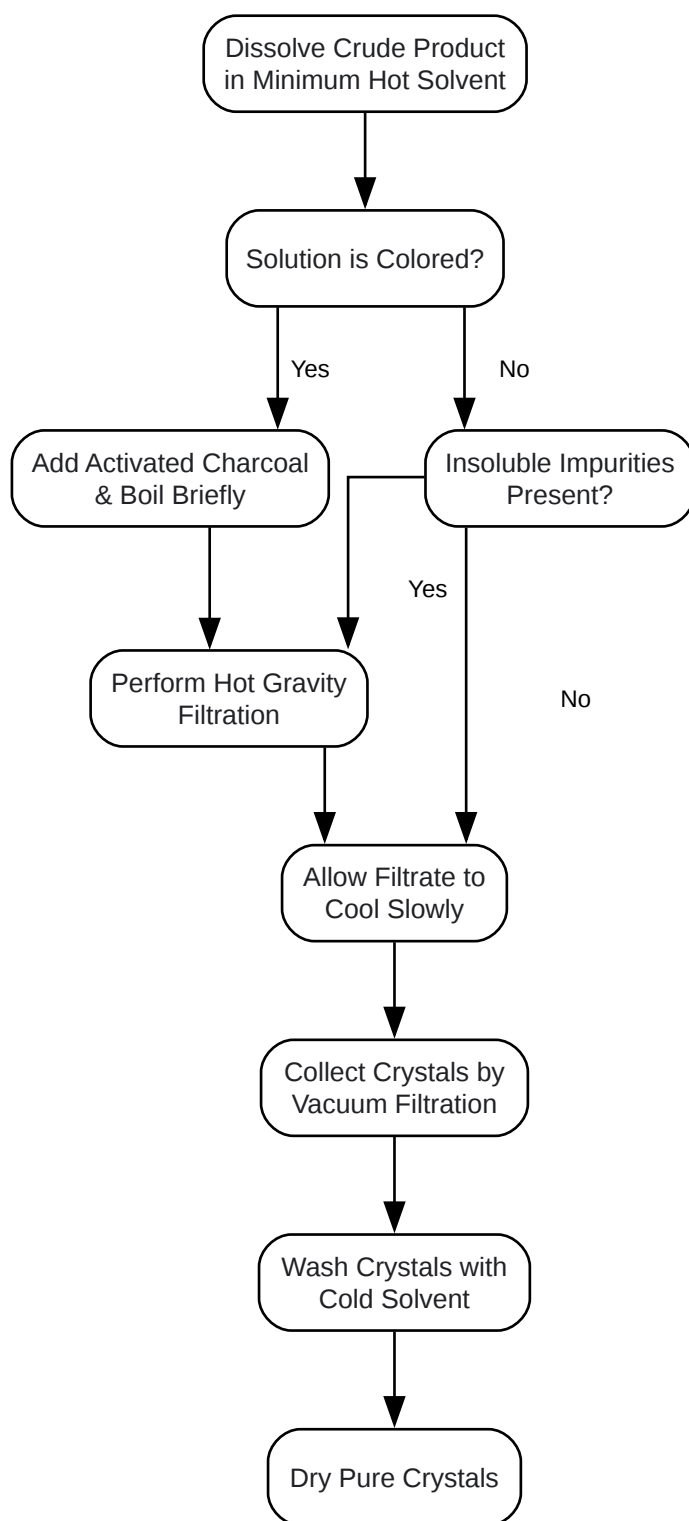 Dissolve Crude Product
in Minimum Hot Solvent
Solution is Colored?
Yes
No
Add Activated Charcoal
& Boil Briefly
Insoluble Impurities
Present?
Yes
Perform Hot Gravity
Filtration
No
Allow Filtrate to
Cool Slowly
Collect Crystals by
Vacuum Filtration
Wash Crystals with
Cold Solvent
Dry Pure Crystals